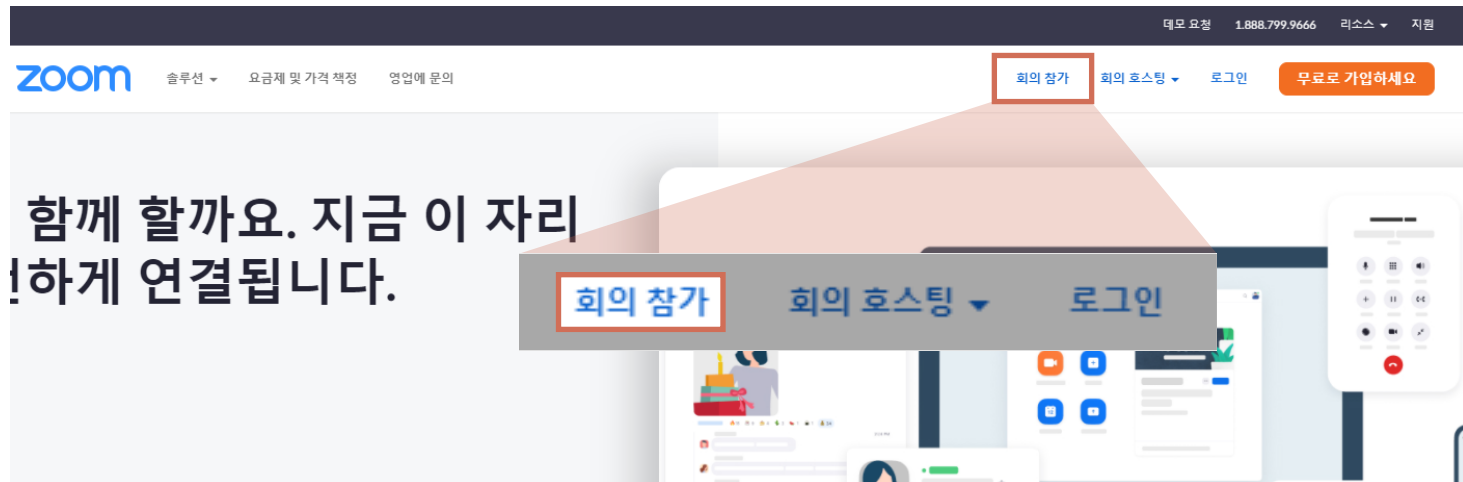 데모 요청 1.888.799.9666 리소스 지원
zoom 솔루션 요금제 및 가격 책정 영업에 문의 회의 참가 회의 호스팅 로그인 무료로 가입하세요
함께 할까요. 지금 이 자리
하게 연결됩니다.
회의 참가 회의 호스팅 로그인